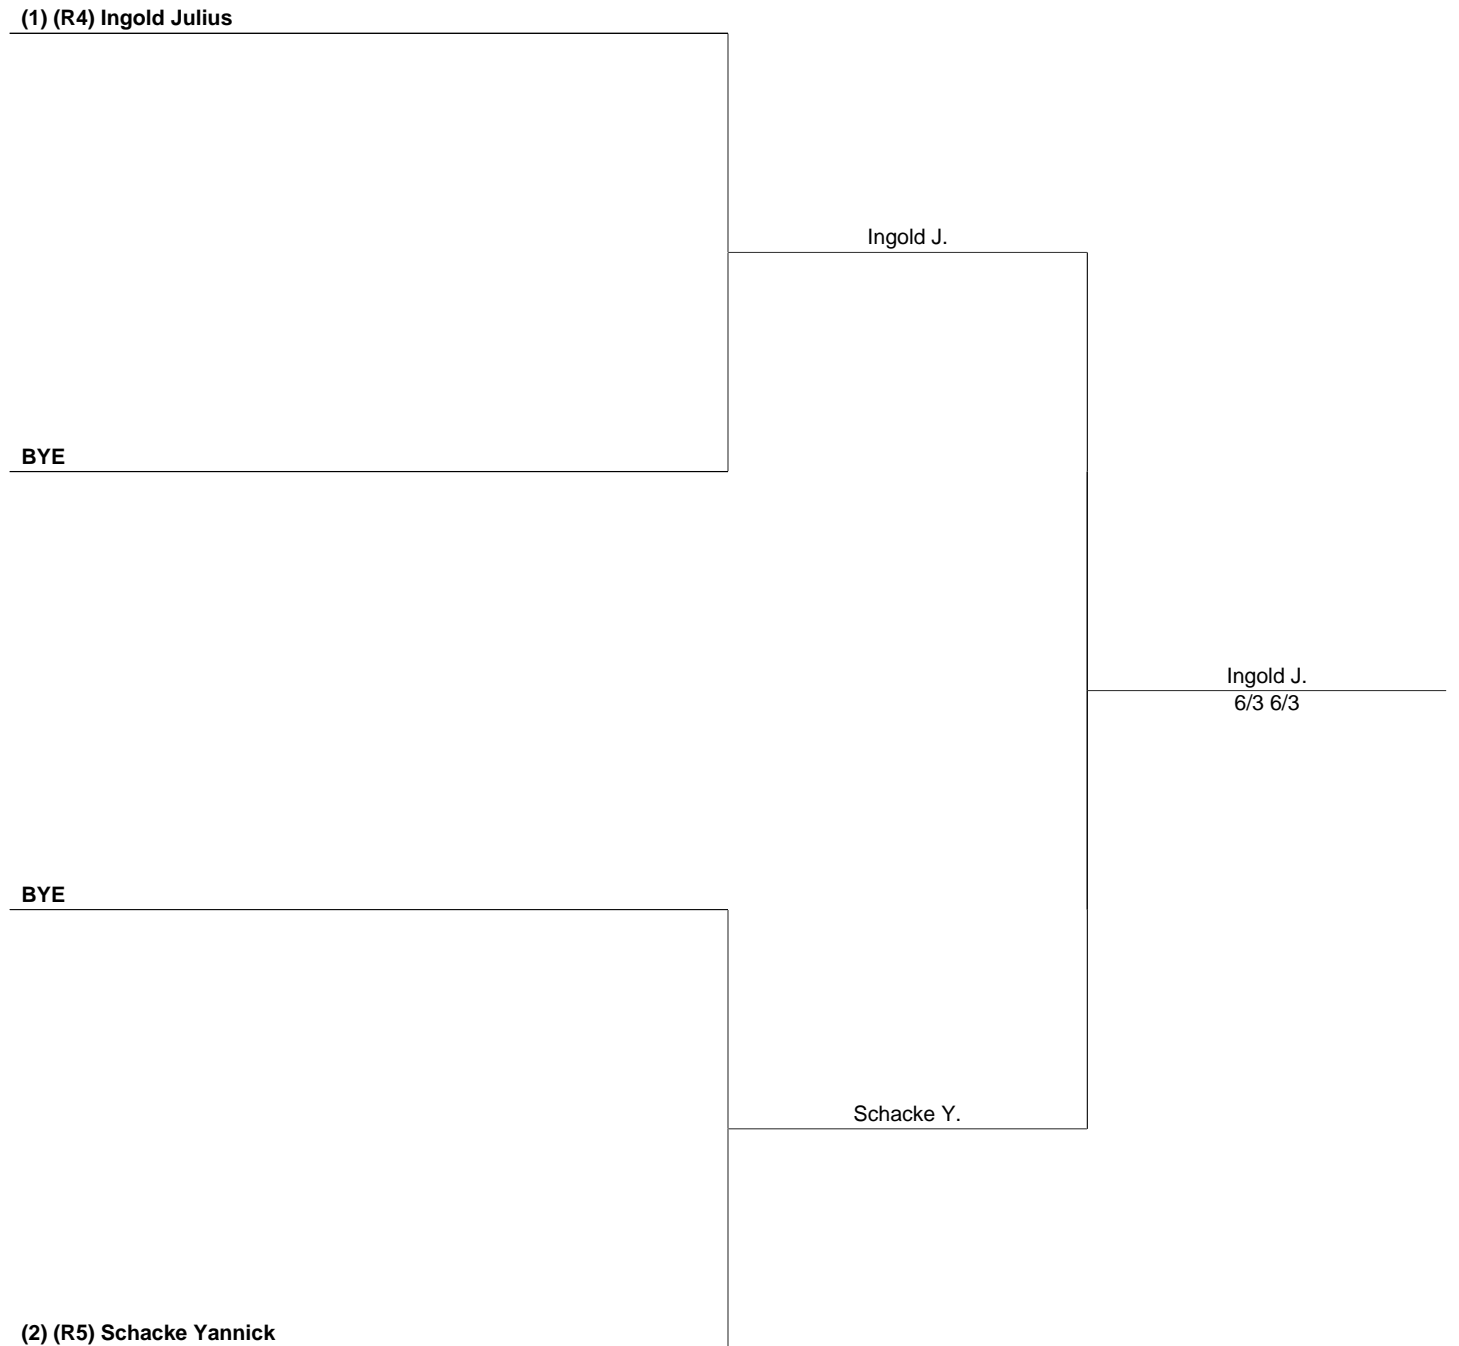 (1) (R4) Ingold Julius
Ingold J.
BYE
Ingold J.
6/3 6/3
BYE
Schacke Y.
(2) (R5) Schacke Yannick